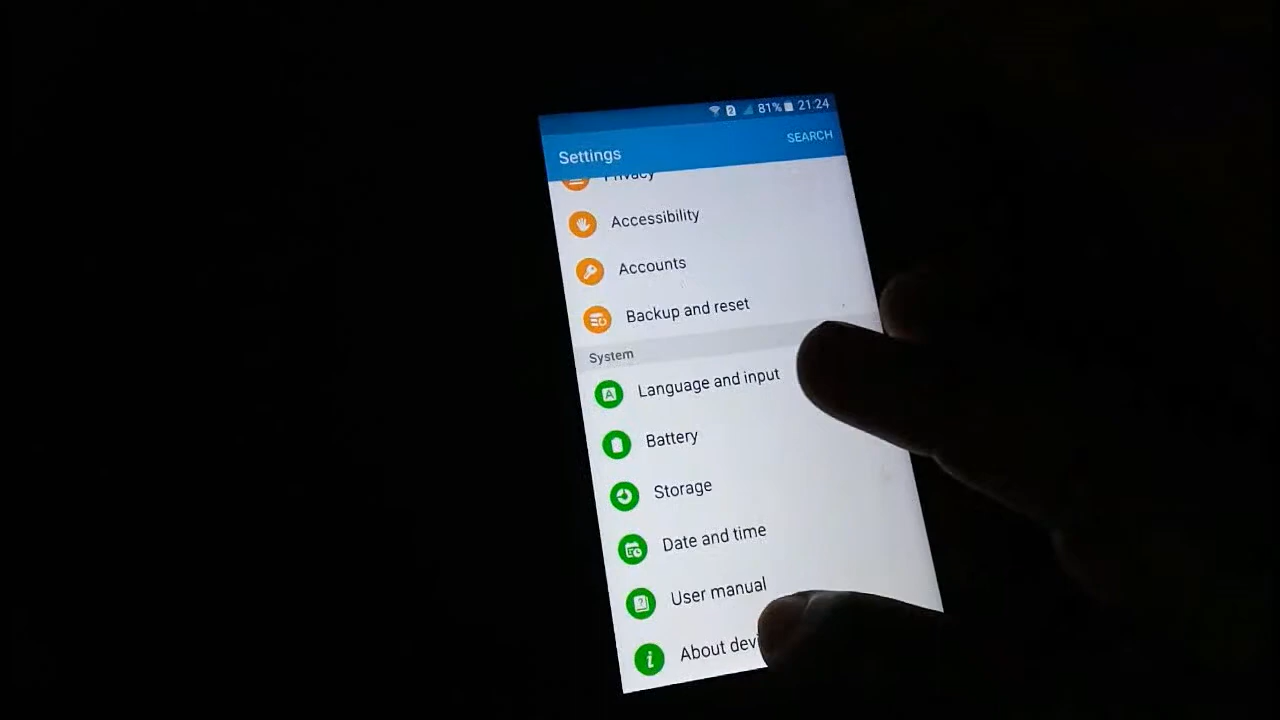 2 81% 21:24
Settings SEARCH
Privacy
Accessibility
Accounts
Backup and reset
System
Language and input
Battery
Storage
Date and time
User manual
About devi